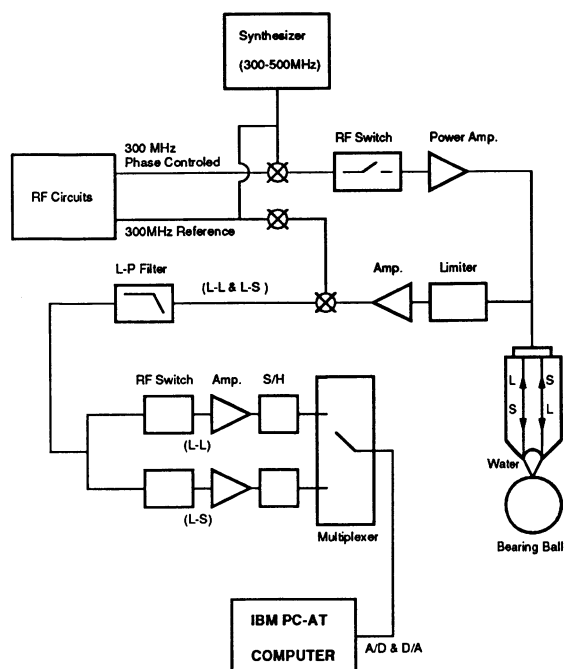 Synthesizer
(300-500MHz)
300 MHz
Phase Controled
RF Switch
Power Amp.
RF Circuits
300MHz Reference
L-P Filter
(L-L & L-S )
Amp.
Limiter
L
S
S
L
RF Switch
Amp.
S/H
(L-L)
Water
(L-S)
Multiplexer
Bearing Ball
IBM PC-AT
COMPUTER
A/D & D/A